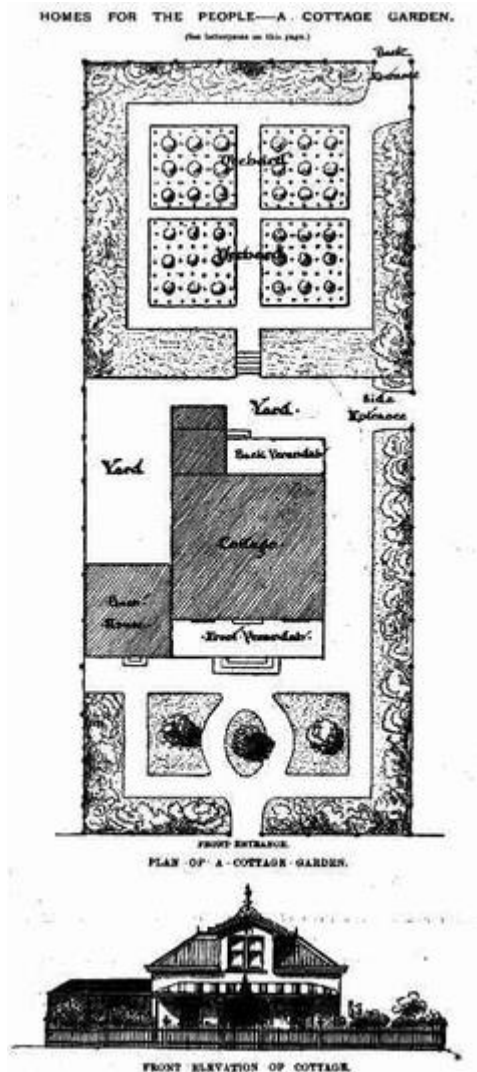 HOMES FOR THE PEOPLE—A COTTAGE GARDEN.
(See letterpress on this page.)
Back
Entrance
Orchard
Orchard
Side
Entrance
Yard.
Yard
Back Verandah
Cottage
House
Front Verandah
FRONT ENTRANCE.
PLAN OF A COTTAGE GARDEN.
FRONT ELEVATION OF COTTAGE.